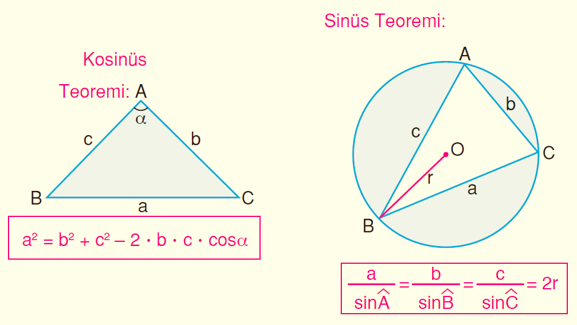 Kosinüs
Teoremi:
A
α
c
b
B
C
a
a² = b² + c² – 2 · b · c · cosα
Sinüs Teoremi:
A
b
c
O
C
r
a
B
a/sinÂ = b/sinB̂ = c/sinĈ = 2r